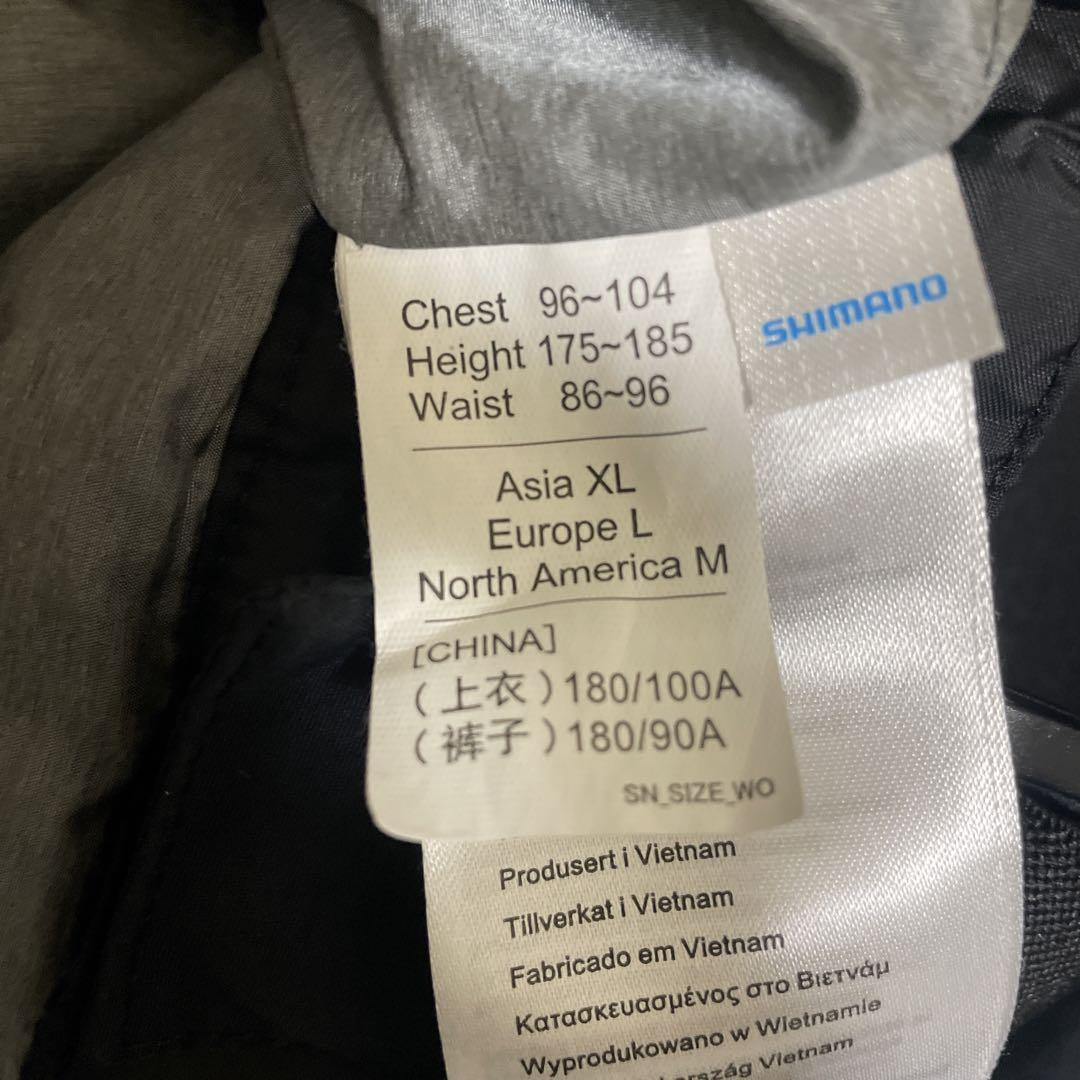 Chest 96~104
Height 175~185
Waist 86~96
Asia XL
Europe L
North America M
[CHINA]
(上衣)180/100A
(裤子)180/90A
SN_SIZE_WO
SHIMANO
Produsert i Vietnam
Tillverkat i Vietnam
Fabricado em Vietnam
Κατασκευασμένος στο Βιετνάμ
Wyprodukowano w Wietnamie
Vietnam